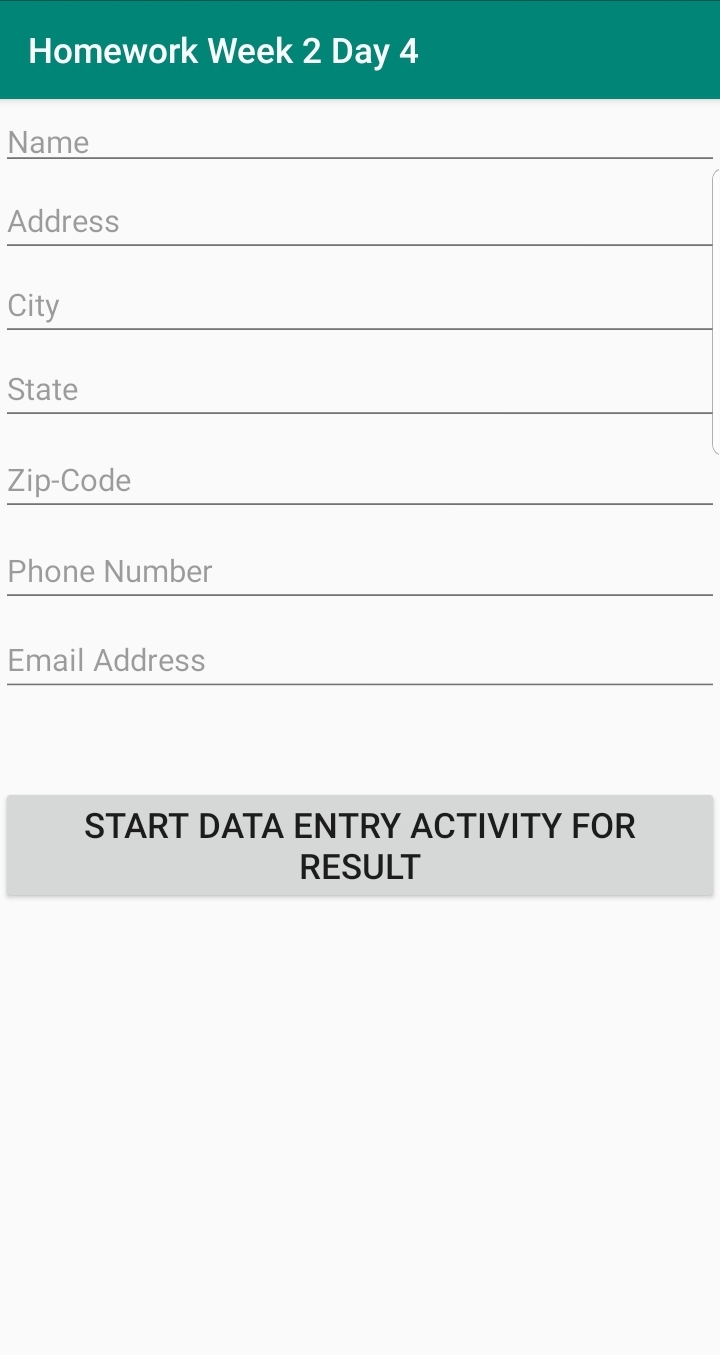 Homework Week 2 Day 4
Name
Address
City
State
Zip-Code
Phone Number
Email Address
START DATA ENTRY ACTIVITY FOR
RESULT